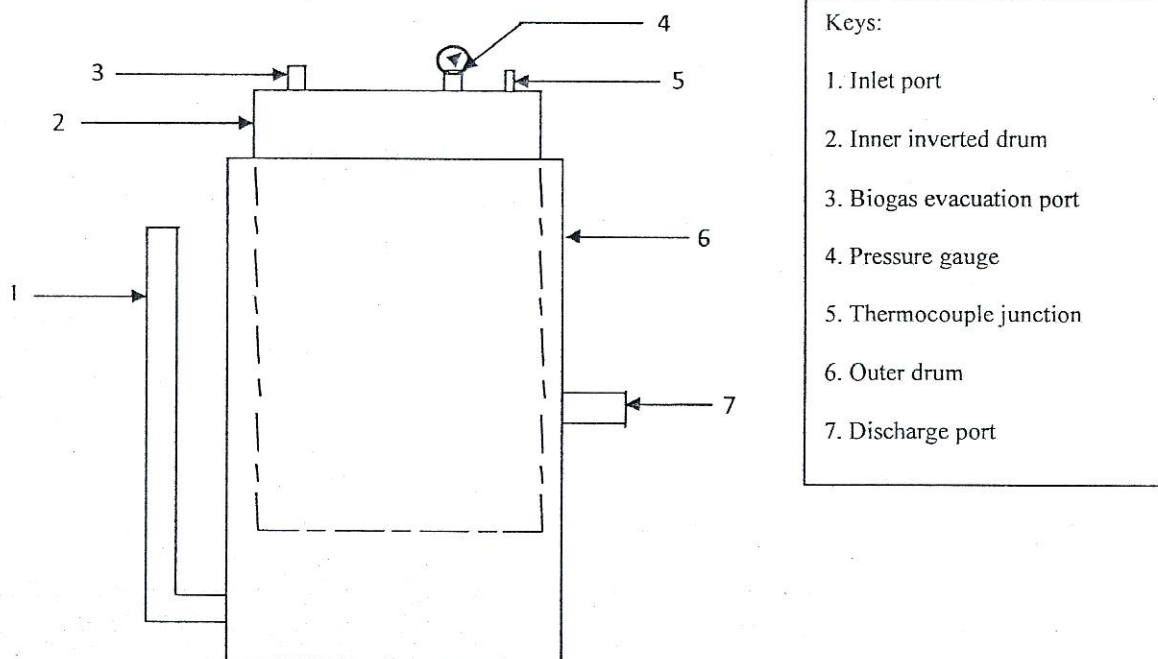 4
3
5
2
6
1
7
Keys:
1. Inlet port
2. Inner inverted drum
3. Biogas evacuation port
4. Pressure gauge
5. Thermocouple junction
6. Outer drum
7. Discharge port